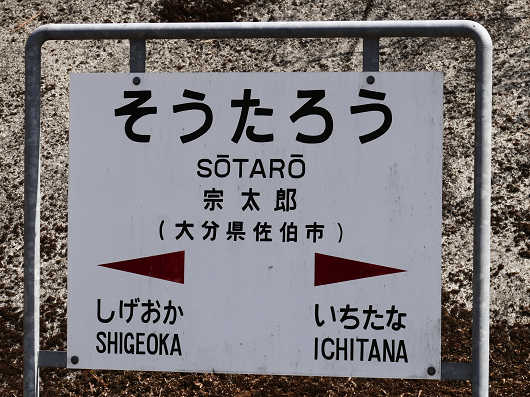 そうたろう
SŌTARŌ
宗太郎
(大分県佐伯市)
しげおか いちたな
SHIGEOKA ICHITANA